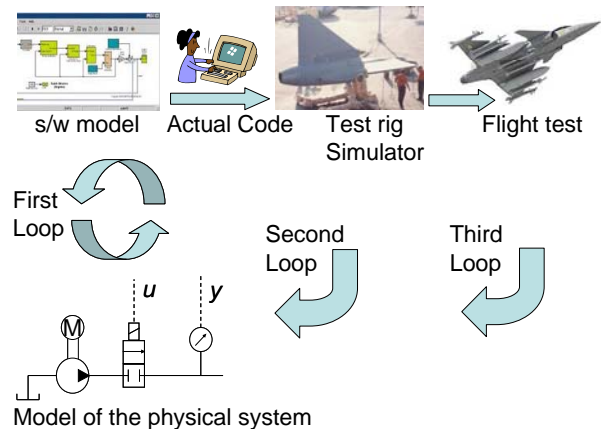 s/w model
Actual Code
Test rig
Simulator
Flight test
First
Loop
Second
Loop
Third
Loop
u
y
M
Model of the physical system